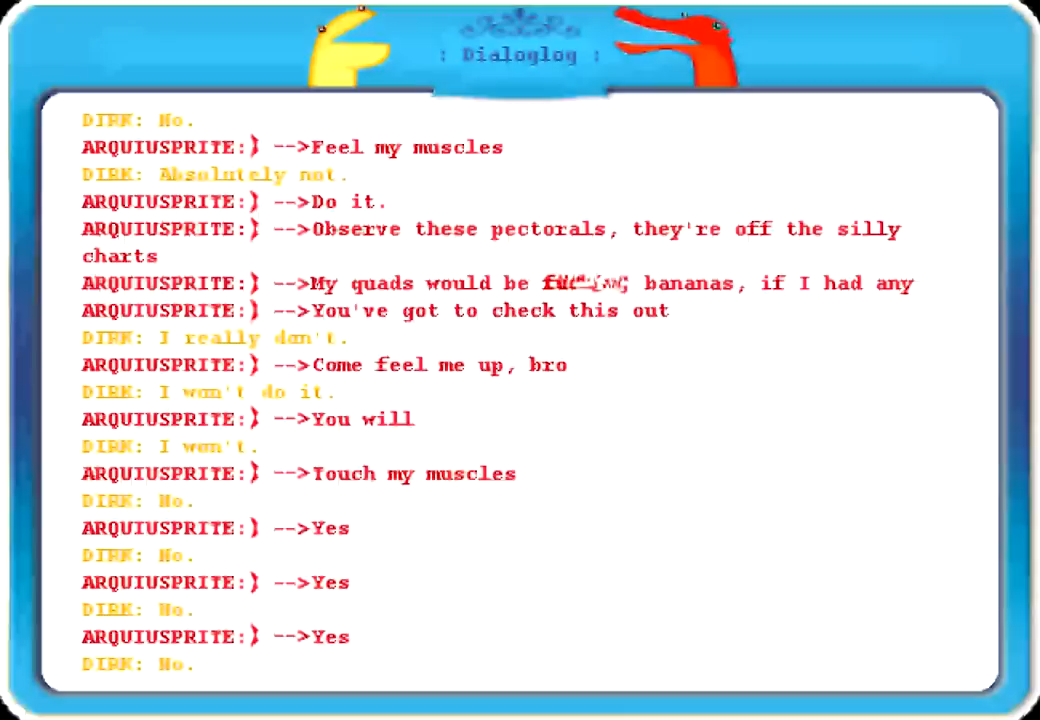 : Dialoglog :
DIRK: No.
ARQUIUSPRITE:} -->Feel my muscles
DIRK: Absolutely not.
ARQUIUSPRITE:} -->Do it.
ARQUIUSPRITE:} -->Observe these pectorals, they're off the silly
charts
ARQUIUSPRITE:} -->My quads would be bananas, if I had any
ARQUIUSPRITE:} -->You've got to check this out
DIRK: I really don't.
ARQUIUSPRITE:} -->Come feel me up, bro
DIRK: I won't do it.
ARQUIUSPRITE:} -->You will
DIRK: I won't.
ARQUIUSPRITE:} -->Touch my muscles
DIRK: No.
ARQUIUSPRITE:} -->Yes
DIRK: No.
ARQUIUSPRITE:} -->Yes
DIRK: No.
ARQUIUSPRITE:} -->Yes
DIRK: No.